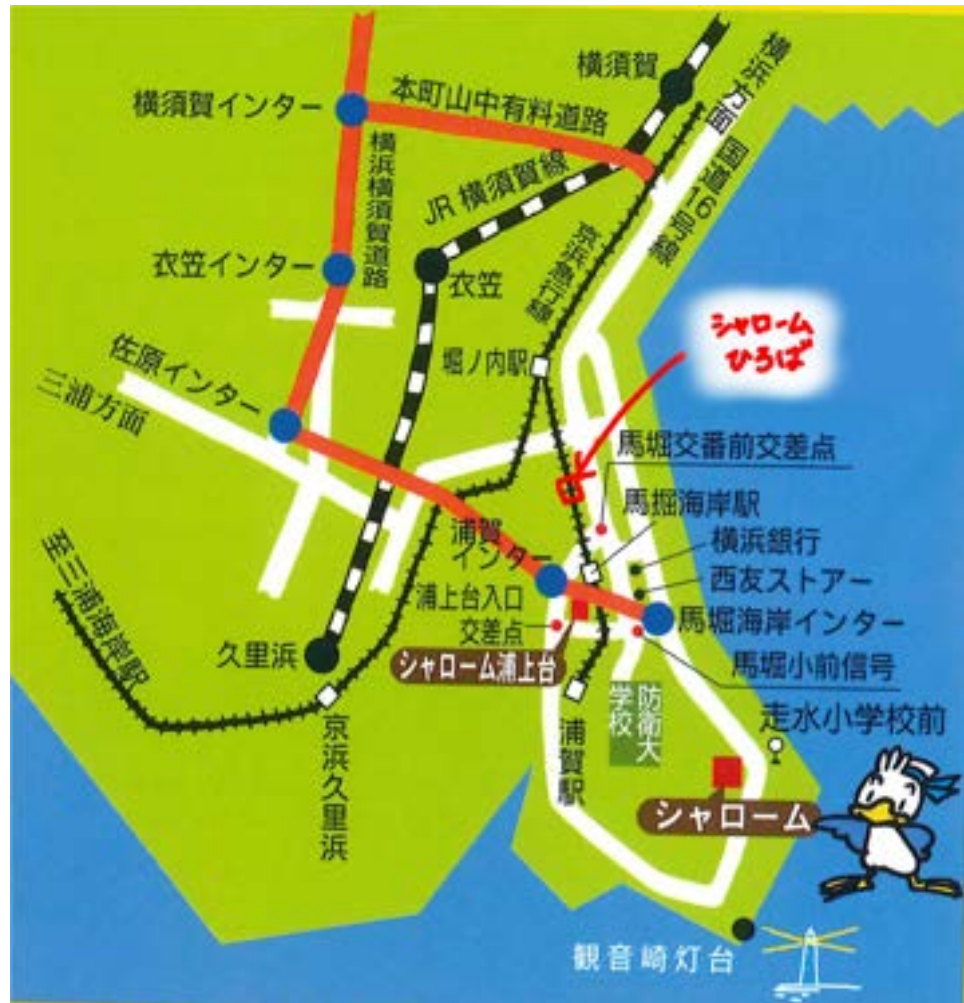 横須賀
横浜方面
横須賀インター
本町山中有料道路
国道16号線
横浜横須賀道路
JR横須賀線
京浜急行線
衣笠インター
衣笠
シャローム
ひろば
佐原インター
堀ノ内駅
三浦方面
馬堀交番前交差点
馬掘海岸駅
浦賀
インター
横浜銀行
西友ストアー
浦上台入口
交差点
馬堀海岸インター
至三浦海岸駅
久里浜
シャローム浦上台
馬堀小前信号
防衛大
学校
走水小学校前
京浜久里浜
浦賀駅
シャローム
観音崎灯台